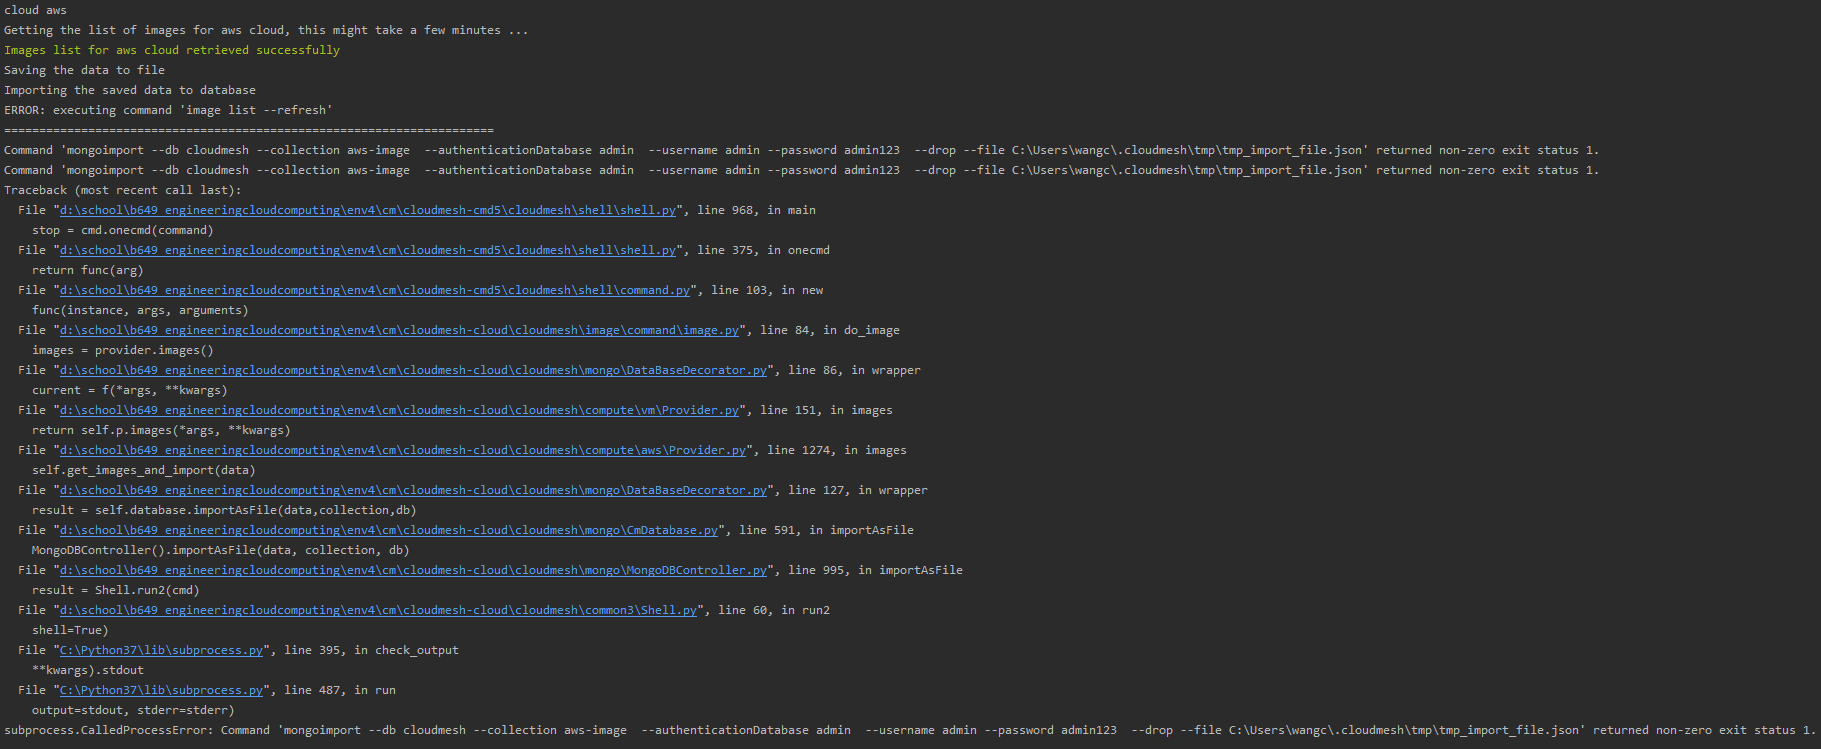 cloud aws
Getting the list of images for aws cloud, this might take a few minutes ...
Images list for aws cloud retrieved successfully
Saving the data to file
Importing the saved data to database
ERROR: executing command 'image list --refresh'
======================================================================
Command 'mongoimport --db cloudmesh --collection aws-image  --authenticationDatabase admin  --username admin --password admin123  --drop --file C:\Users\wangc\.cloudmesh\tmp\tmp_import_file.json' returned non-zero exit status 1.
Command 'mongoimport --db cloudmesh --collection aws-image  --authenticationDatabase admin  --username admin --password admin123  --drop --file C:\Users\wangc\.cloudmesh\tmp\tmp_import_file.json' returned non-zero exit status 1.
Traceback (most recent call last):
  File "d:\school\b649_engineeringcloudcomputing\env4\cm\cloudmesh-cmd5\cloudmesh\shell\shell.py", line 968, in main
    stop = cmd.onecmd(command)
  File "d:\school\b649_engineeringcloudcomputing\env4\cm\cloudmesh-cmd5\cloudmesh\shell\shell.py", line 375, in onecmd
    return func(arg)
  File "d:\school\b649_engineeringcloudcomputing\env4\cm\cloudmesh-cmd5\cloudmesh\shell\command.py", line 103, in new
    func(instance, args, arguments)
  File "d:\school\b649_engineeringcloudcomputing\env4\cm\cloudmesh-cloud\cloudmesh\image\command\image.py", line 84, in do_image
    images = provider.images()
  File "d:\school\b649_engineeringcloudcomputing\env4\cm\cloudmesh-cloud\cloudmesh\mongo\DataBaseDecorator.py", line 86, in wrapper
    current = f(*args, **kwargs)
  File "d:\school\b649_engineeringcloudcomputing\env4\cm\cloudmesh-cloud\cloudmesh\compute\vm\Provider.py", line 151, in images
    return self.p.images(*args, **kwargs)
  File "d:\school\b649_engineeringcloudcomputing\env4\cm\cloudmesh-cloud\cloudmesh\compute\aws\Provider.py", line 1274, in images
    self.get_images_and_import(data)
  File "d:\school\b649_engineeringcloudcomputing\env4\cm\cloudmesh-cloud\cloudmesh\mongo\DataBaseDecorator.py", line 127, in wrapper
    result = self.database.importAsFile(data,collection,db)
  File "d:\school\b649_engineeringcloudcomputing\env4\cm\cloudmesh-cloud\cloudmesh\mongo\CmDatabase.py", line 591, in importAsFile
    MongoDBController().importAsFile(data, collection, db)
  File "d:\school\b649_engineeringcloudcomputing\env4\cm\cloudmesh-cloud\cloudmesh\mongo\MongoDBController.py", line 995, in importAsFile
    result = Shell.run2(cmd)
  File "d:\school\b649_engineeringcloudcomputing\env4\cm\cloudmesh-cloud\cloudmesh\common3\Shell.py", line 60, in run2
    shell=True)
  File "C:\Python37\lib\subprocess.py", line 395, in check_output
    **kwargs).stdout
  File "C:\Python37\lib\subprocess.py", line 487, in run
    output=stdout, stderr=stderr)
subprocess.CalledProcessError: Command 'mongoimport --db cloudmesh --collection aws-image  --authenticationDatabase admin  --username admin --password admin123  --drop --file C:\Users\wangc\.cloudmesh\tmp\tmp_import_file.json' returned non-zero exit status 1.